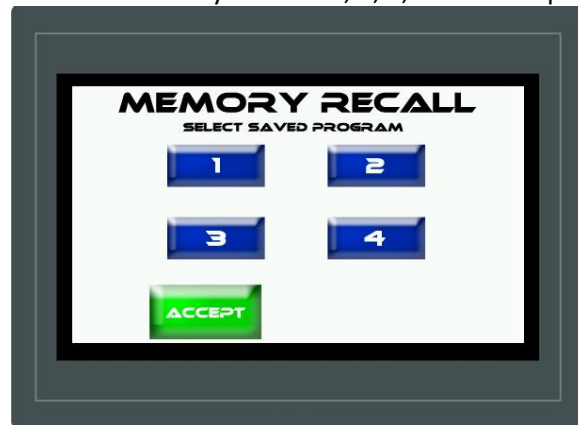 MEMORY RECALL
SELECT SAVED PROGRAM
1 2
3 4
ACCEPT